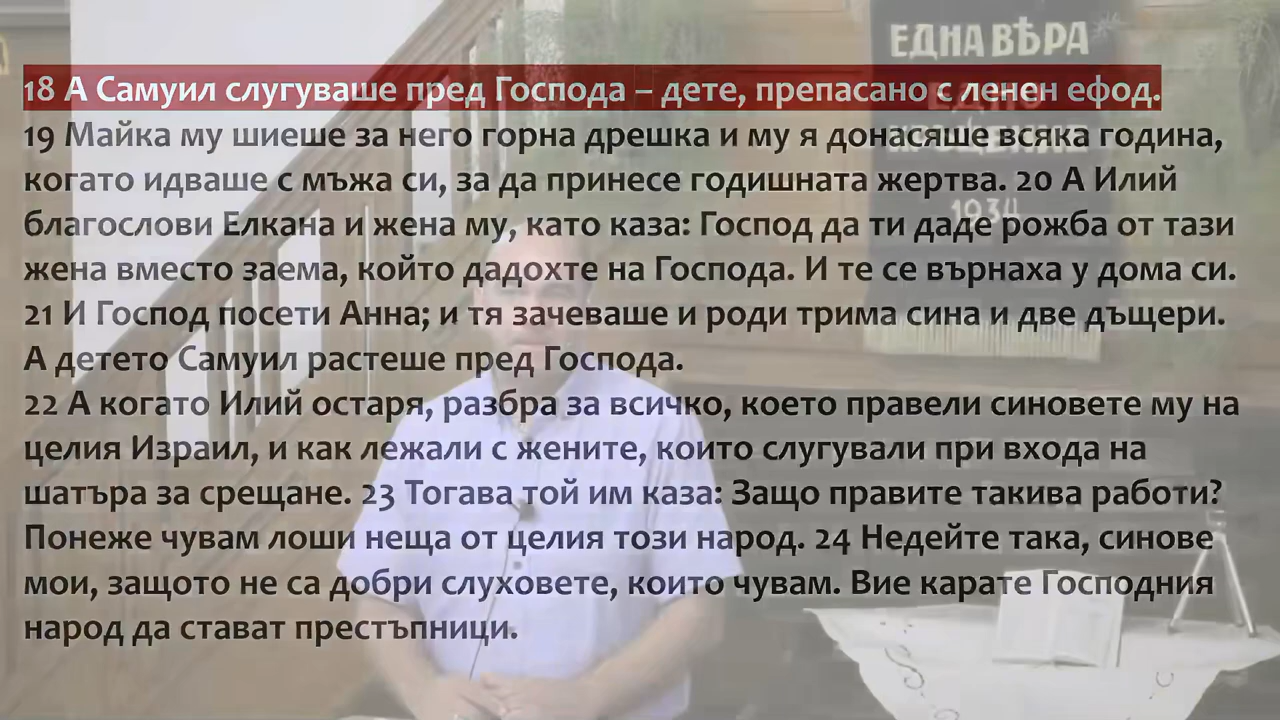 ЕДНА ВѢРА
ЕДНО
КРЪЩЕНИЕ
1934
18 А Самуил слугуваше пред Господа – дете, препасано с ленен ефод.
19 Майка му шиеше за него горна дрешка и му я донасяше всяка година,
когато идваше с мъжа си, за да принесе годишната жертва. 20 А Илий
благослови Елкана и жена му, като каза: Господ да ти даде рожба от тази
жена вместо заема, който дадохте на Господа. И те се върнаха у дома си.
21 И Господ посети Анна; и тя зачеваше и роди трима сина и две дъщери.
А детето Самуил растеше пред Господа.
22 А когато Илий остаря, разбра за всичко, което правели синовете му на
целия Израил, и как лежали с жените, които слугували при входа на
шатъра за срещане. 23 Тогава той им каза: Защо правите такива работи?
Понеже чувам лоши неща от целия този народ. 24 Недейте така, синове
мои, защото не са добри слуховете, които чувам. Вие карате Господния
народ да стават престъпници.